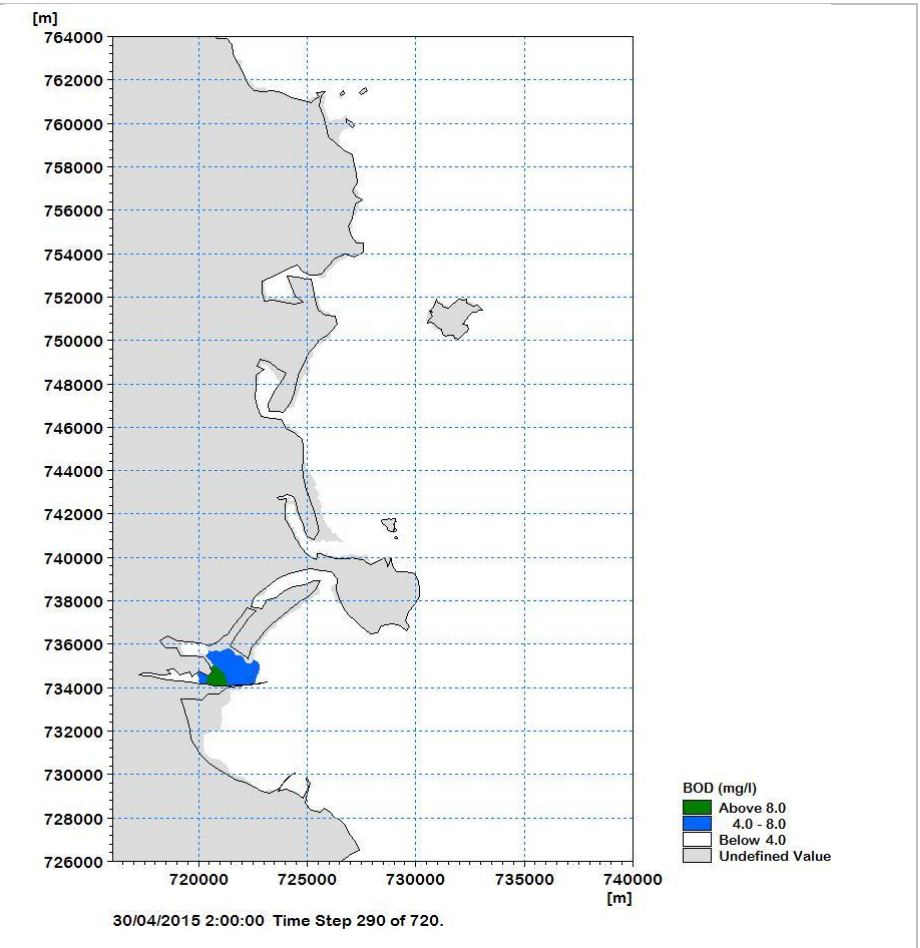 [m]
764000
762000
760000
758000
756000
754000
752000
750000
748000
746000
744000
742000
740000
738000
736000
734000
732000
730000
728000
726000
720000 725000 730000 735000 740000
[m]
BOD (mg/l)
Above 8.0
4.0 - 8.0
Below 4.0
Undefined Value
30/04/2015 2:00:00 Time Step 290 of 720.